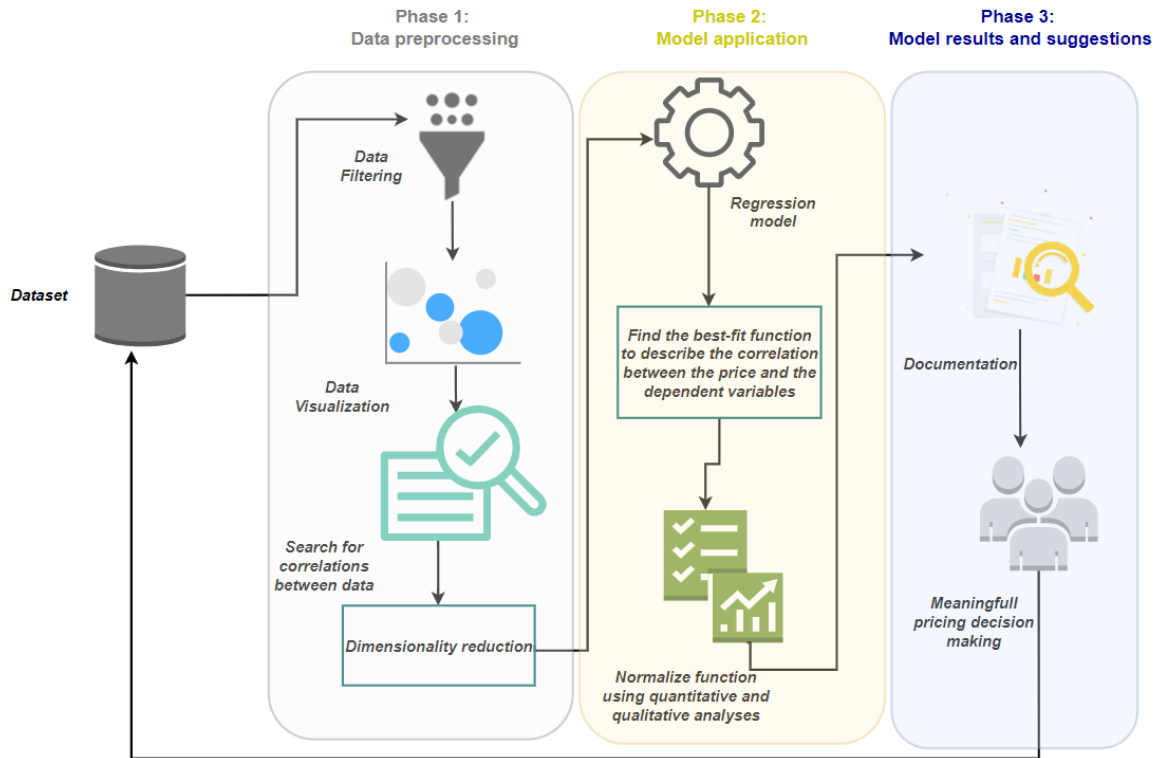 Phase 1:
Data preprocessing
Phase 2:
Model application
Phase 3:
Model results and suggestions
Dataset
Data
Filtering
Data
Visualization
Search for
correlations
between data
Dimensionality reduction
Regression
model
Find the best-fit function
to describe the correlation
between the price and the
dependent variables
Normalize function
using quantitative and
qualitative analyses
Documentation
Meaningfull
pricing decision
making